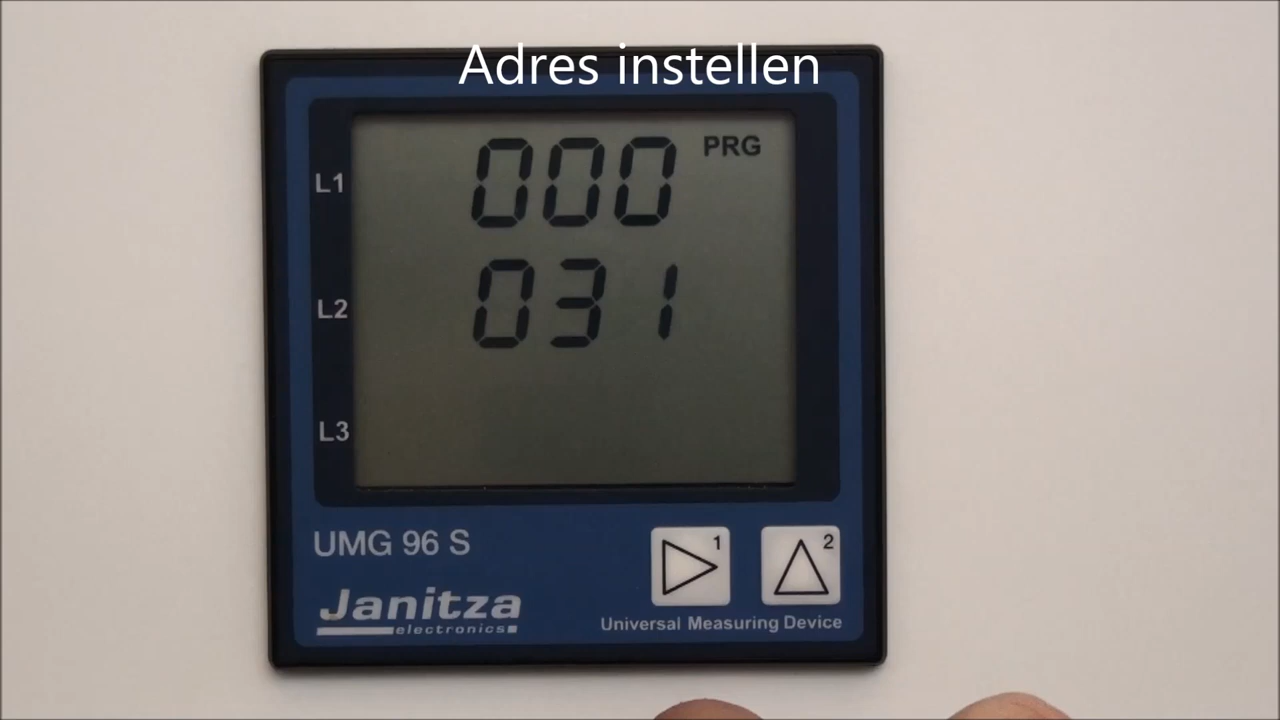 Adres instellen
L1 000 PRG
L2 031
L3
UMG 96 S
1 2
Janitza
electronics
Universal Measuring Device